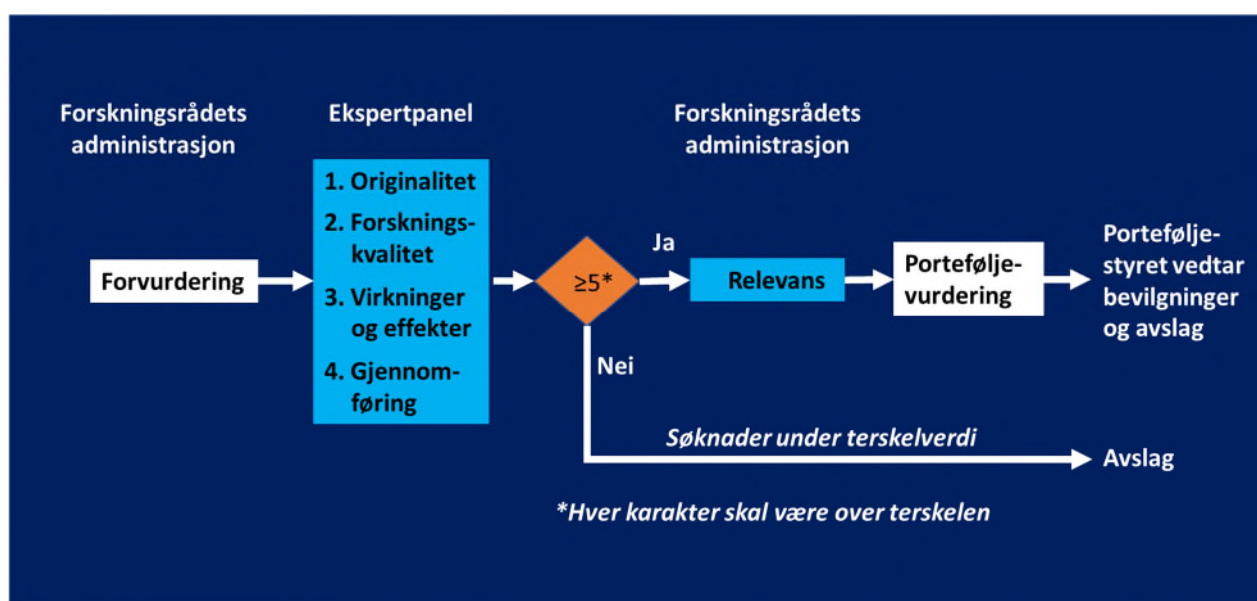 Forskningsrådets
administrasjon
Ekspertpanel
Forskningsrådets
administrasjon
Forvurdering
1. Originalitet
2. Forsknings-
kvalitet
3. Virkninger
og effekter
4. Gjennom-
føring
≥5*
Ja
Nei
Relevans
Portefølje-
vurdering
Portefølje-
styret vedtar
bevilgninger
og avslag
Søknader under terskelverdi
Avslag
*Hver karakter skal være over terskelen